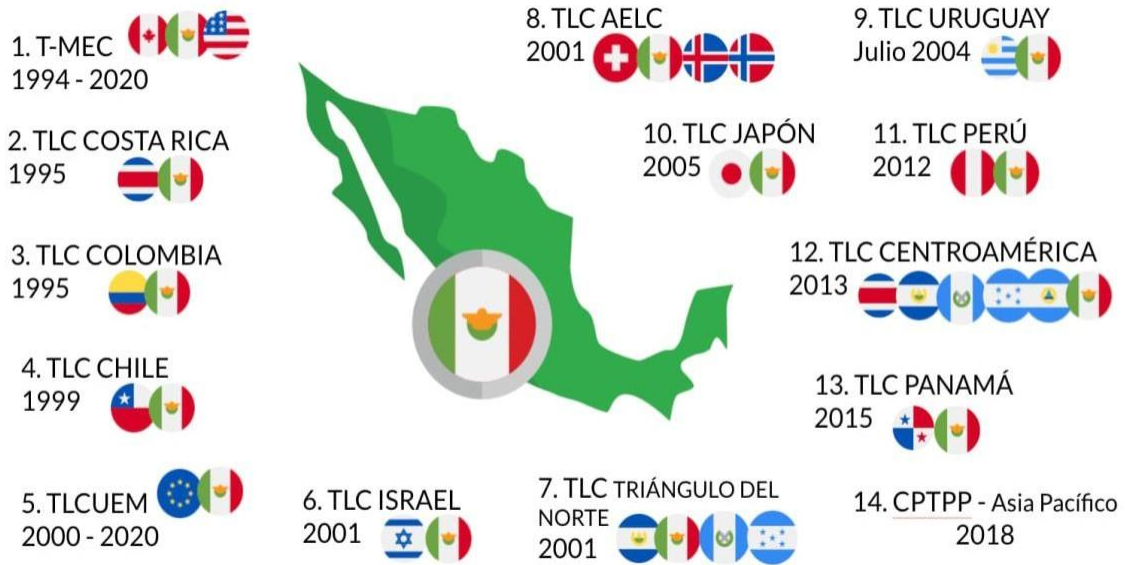 1. T-MEC
1994 - 2020
2. TLC COSTA RICA
1995
3. TLC COLOMBIA
1995
4. TLC CHILE
1999
5. TLCUEM
2000 - 2020
6. TLC ISRAEL
2001
7. TLC TRIÁNGULO DEL
NORTE
2001
8. TLC AELC
2001
9. TLC URUGUAY
Julio 2004
10. TLC JAPÓN
2005
11. TLC PERÚ
2012
12. TLC CENTROAMÉRICA
2013
13. TLC PANAMÁ
2015
14. CPTPP - Asia Pacífico
2018